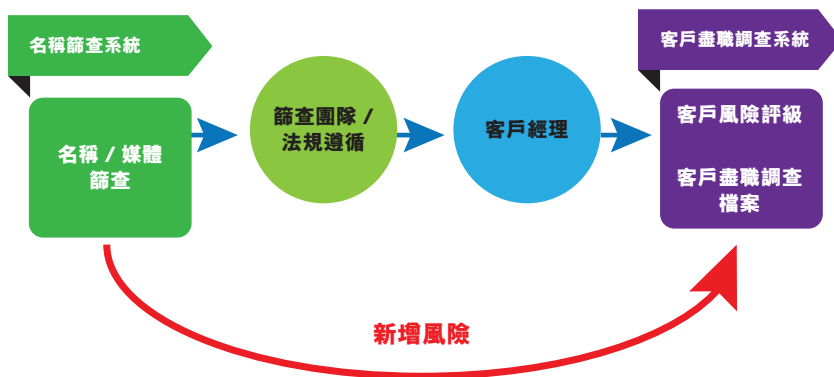 名稱篩查系統
名稱 / 媒體
篩查
篩查團隊 /
法規遵循
客戶經理
客戶盡職調查系統
客戶風險評級
客戶盡職調查
檔案
新增風險